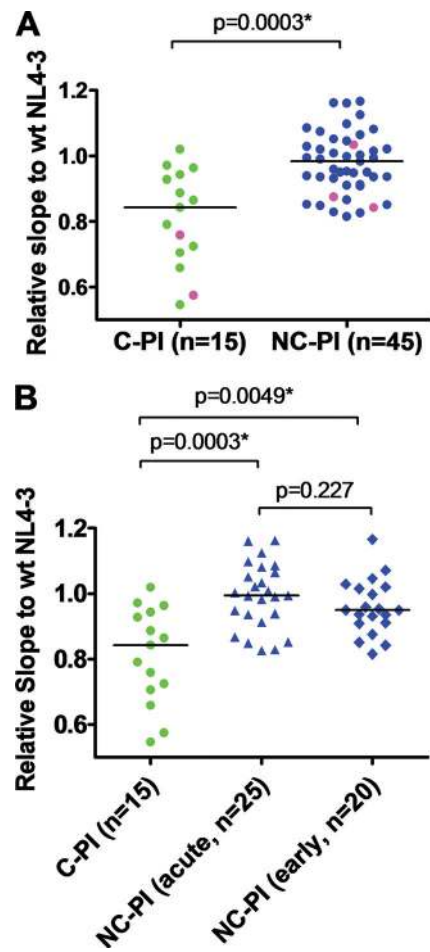 A
p=0.0003*
Relative slope to wt NL4-3
1.2
1.0
0.8
0.6
C-PI (n=15) NC-PI (n=45)
B
p=0.0049*
p=0.0003*
p=0.227
Relative Slope to wt NL4-3
1.2
1.0
0.8
0.6
C-PI (n=15)
NC-PI (acute, n=25)
NC-PI (early, n=20)